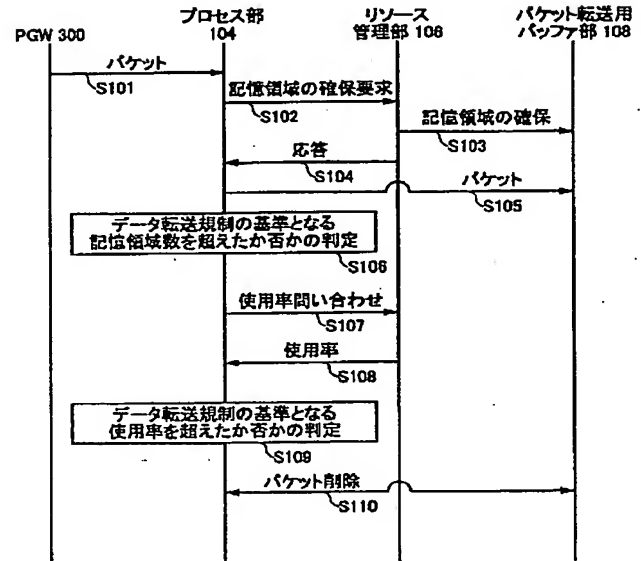 PGW 300
プロセス部
104
リソース
管理部 106
パケット転送用
バッファ部 108
パケット
S101
記憶領域の確保要求
S102
記憶領域の確保
S103
応答
S104
パケット
S105
データ転送規制の基準となる
記憶領域数を超えたか否かの判定
S106
使用率問い合わせ
S107
使用率
S108
データ転送規制の基準となる
使用率を超えたか否かの判定
S109
パケット削除
S110